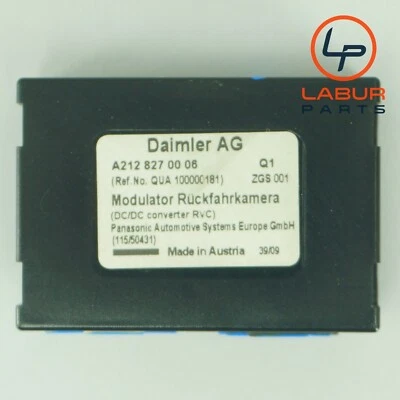 LP
LABUR
PARTS
Daimler AG
A212 827 00 06 Q1
(Ref No. QUA 100000181) ZGS 001
Modulator Rückfahrkamera
(DC/DC converter RVC)
Panasonic Automotive Systems Europe GmbH
(115/50431)
Made in Austria 39/09